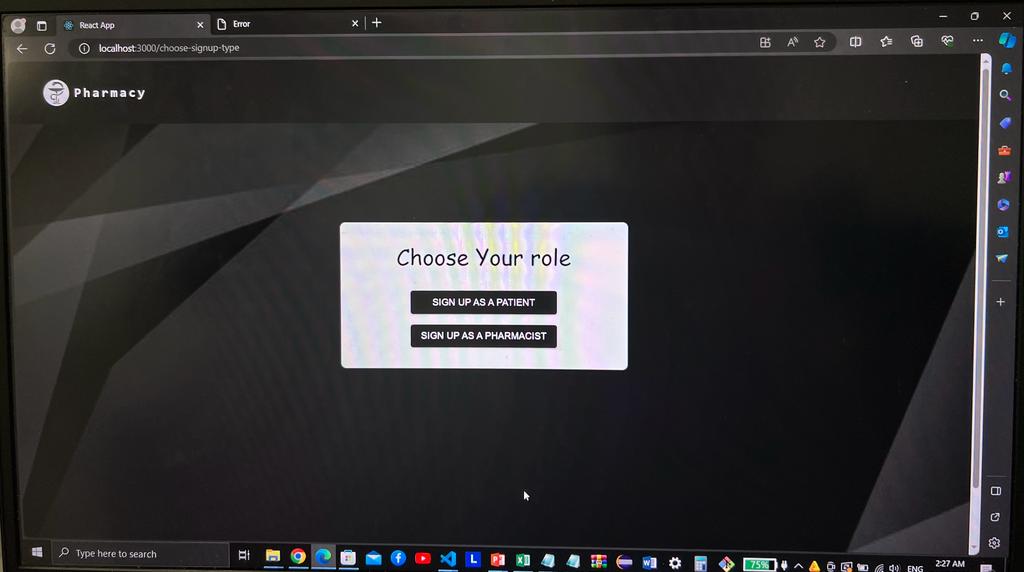 React App
Error
localhost:3000/choose-signup-type
Pharmacy
Choose Your role
SIGN UP AS A PATIENT
SIGN UP AS A PHARMACIST
Type here to search
75%
ENG
2:27 AM